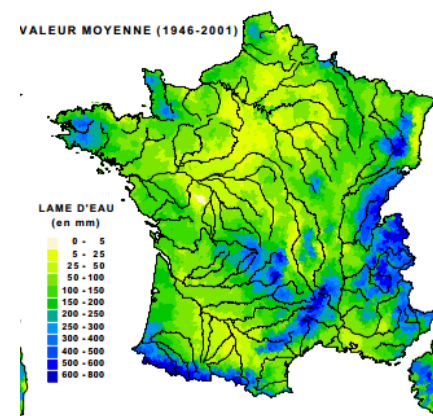 VALEUR MOYENNE (1946-2001)
LAME D'EAU
(en mm)
0 - 5
5 - 25
25 - 50
50 - 100
100 - 150
150 - 200
200 - 250
250 - 300
300 - 400
400 - 500
500 - 600
600 - 800